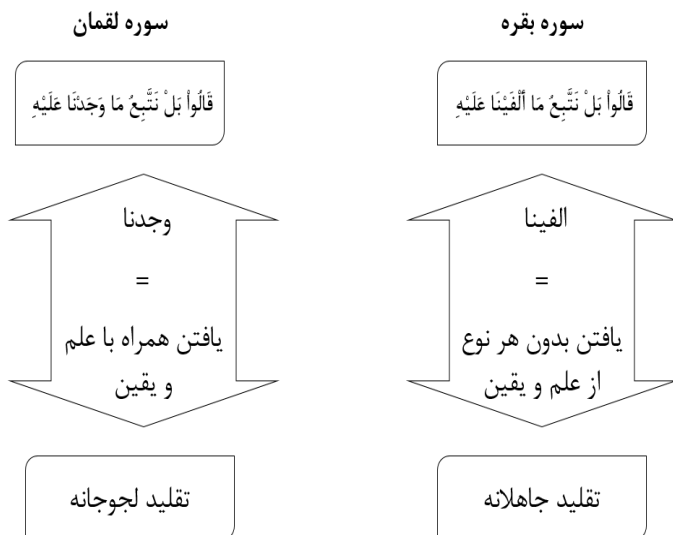 سوره بقره
قَالُواْ بَلْ نَتَّبِعُ مَا أَلْفَيْنَا عَلَيْهِ
الفینا
=
یافتن بدون هر نوع
از علم و یقین
تقلید جاهلانه
سوره لقمان
قَالُواْ بَلْ نَتَّبِعُ مَا وَجَدْنَا عَلَيْهِ
وجدنا
=
یافتن همراه با علم
و یقین
تقلید لجوجانه